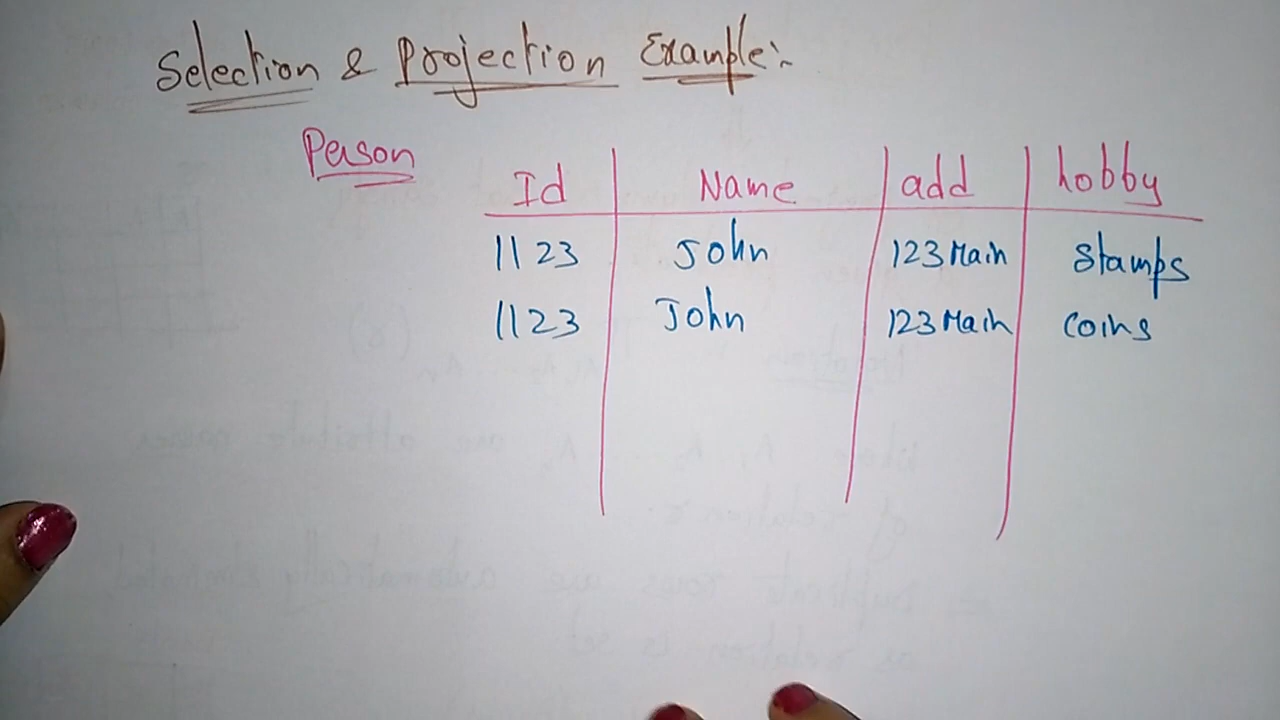 Selection & Projection Example:-
Person
Id Name add hobby
1123 John 123 Main Stamps
1123 John 123 Main Coins